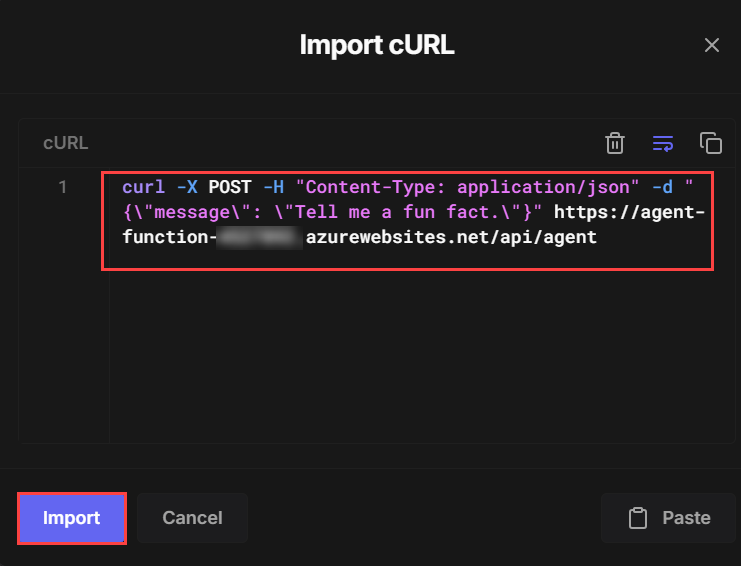 Import cURL
cURL
1 curl -X POST -H "Content-Type: application/json" -d "
{\"message\": \"Tell me a fun fact.\"}" https://agent-
function- .azurewebsites.net/api/agent
Import Cancel Paste